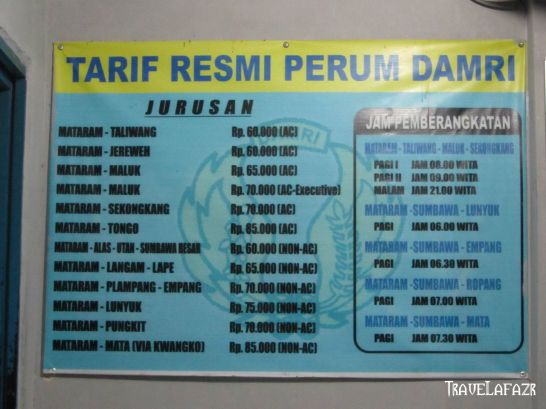 TARIF RESMI PERUM DAMRI
JURUSAN
MATARAM - TALIWANG Rp. 60.000 (AC)
MATARAM - JEREWEH Rp. 60.000 (AC)
MATARAM - MALUK Rp. 65.000 (AC)
MATARAM - MALUK Rp. 70.000 (AC-Executive)
MATARAM - SEKONGKANG Rp. 70.000 (AC)
MATARAM - TONGO Rp. 85.000 (AC)
MATARAM - ALAS - UTAN - SUMBAWA BESAR Rp. 60.000 (NON-AC)
MATARAM - LANGAM - LAPE Rp. 65.000 (NON-AC)
MATARAM - PLAMPANG - EMPANG Rp. 70.000 (NON-AC)
MATARAM - LUNYUK Rp. 75.000 (NON-AC)
MATARAM - PUNGKIT Rp. 70.000 (NON-AC)
MATARAM - MATA (VIA KWANGKO) Rp. 85.000 (NON-AC)
JAM PEMBERANGKATAN
MATARAM - TALIWANG - MALUK - SEKONGKANG
PAGI I JAM 08.00 WITA
PAGI II JAM 09.00 WITA
MALAM JAM 21.00 WITA
MATARAM -SUMBAWA - LUNYUK
PAGI JAM 06.00 WITA
MATARAM -SUMBAWA - EMPANG
PAGI JAM 06.30 WITA
MATARAM -SUMBAWA - ROPANG
PAGI JAM 07.00 WITA
MATARAM -SUMBAWA - MATA
PAGI JAM 07.30 WITA
TRAVELAFAZR